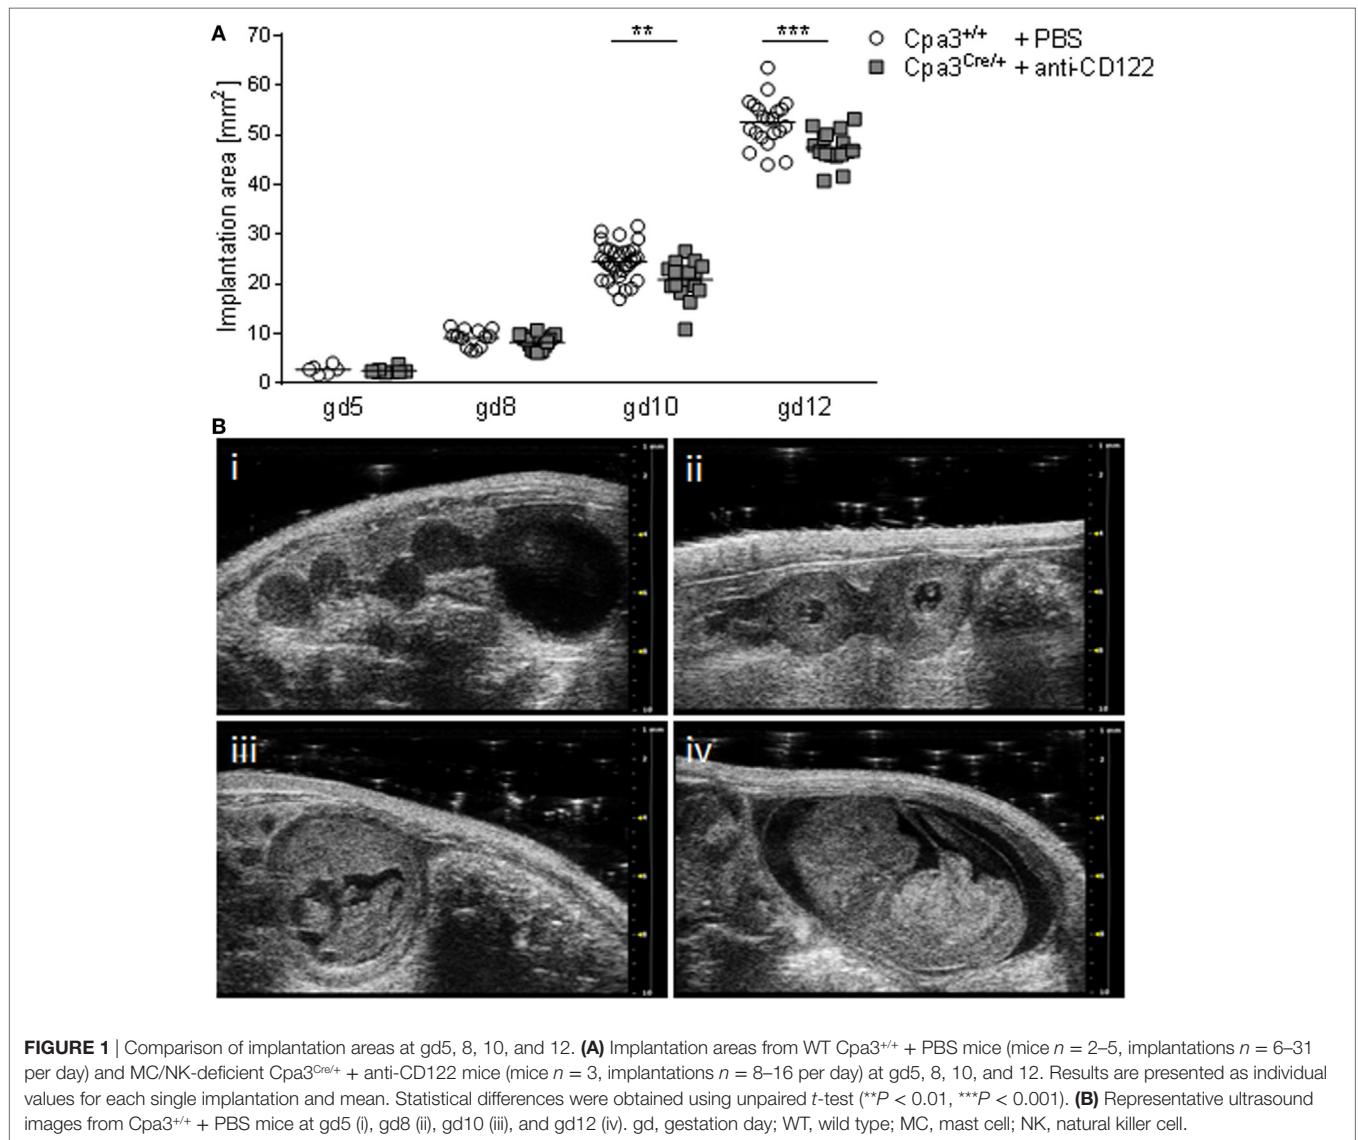 A
70
60
50
40
30
20
10
0
Implantation area [mm²]
** ***
Cpa3+/+ + PBS
Cpa3Cre/+ + anti-CD122
gd5 gd8 gd10 gd12
B
i
ii
iii
iv
FIGURE 1 | Comparison of implantation areas at gd5, 8, 10, and 12. (A) Implantation areas from WT Cpa3+/+ + PBS mice (mice n = 2–5, implantations n = 6–31
per day) and MC/NK-deficient Cpa3Cre/+ + anti-CD122 mice (mice n = 3, implantations n = 8–16 per day) at gd5, 8, 10, and 12. Results are presented as individual
values for each single implantation and mean. Statistical differences were obtained using unpaired t-test (**P < 0.01, ***P < 0.001). (B) Representative ultrasound
images from Cpa3+/+ + PBS mice at gd5 (i), gd8 (ii), gd10 (iii), and gd12 (iv). gd, gestation day; WT, wild type; MC, mast cell; NK, natural killer cell.